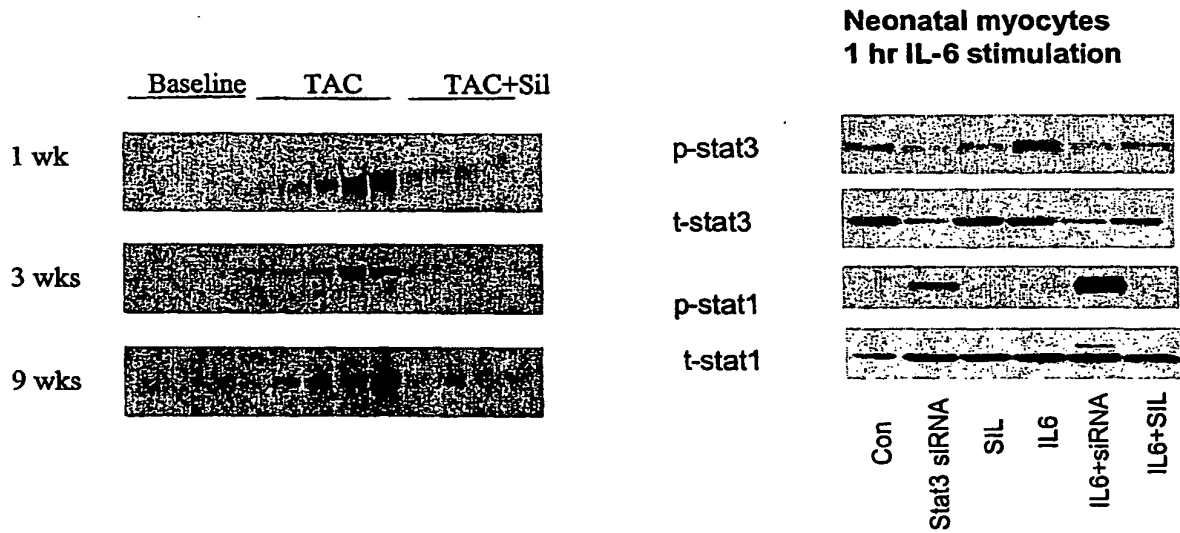 Neonatal myocytes
1 hr IL-6 stimulation
Baseline TAC TAC+Sil
1 wk
3 wks
9 wks
p-stat3
t-stat3
p-stat1
t-stat1
Con
Stat3 siRNA
SIL
IL6
IL6+siRNA
IL6+SIL